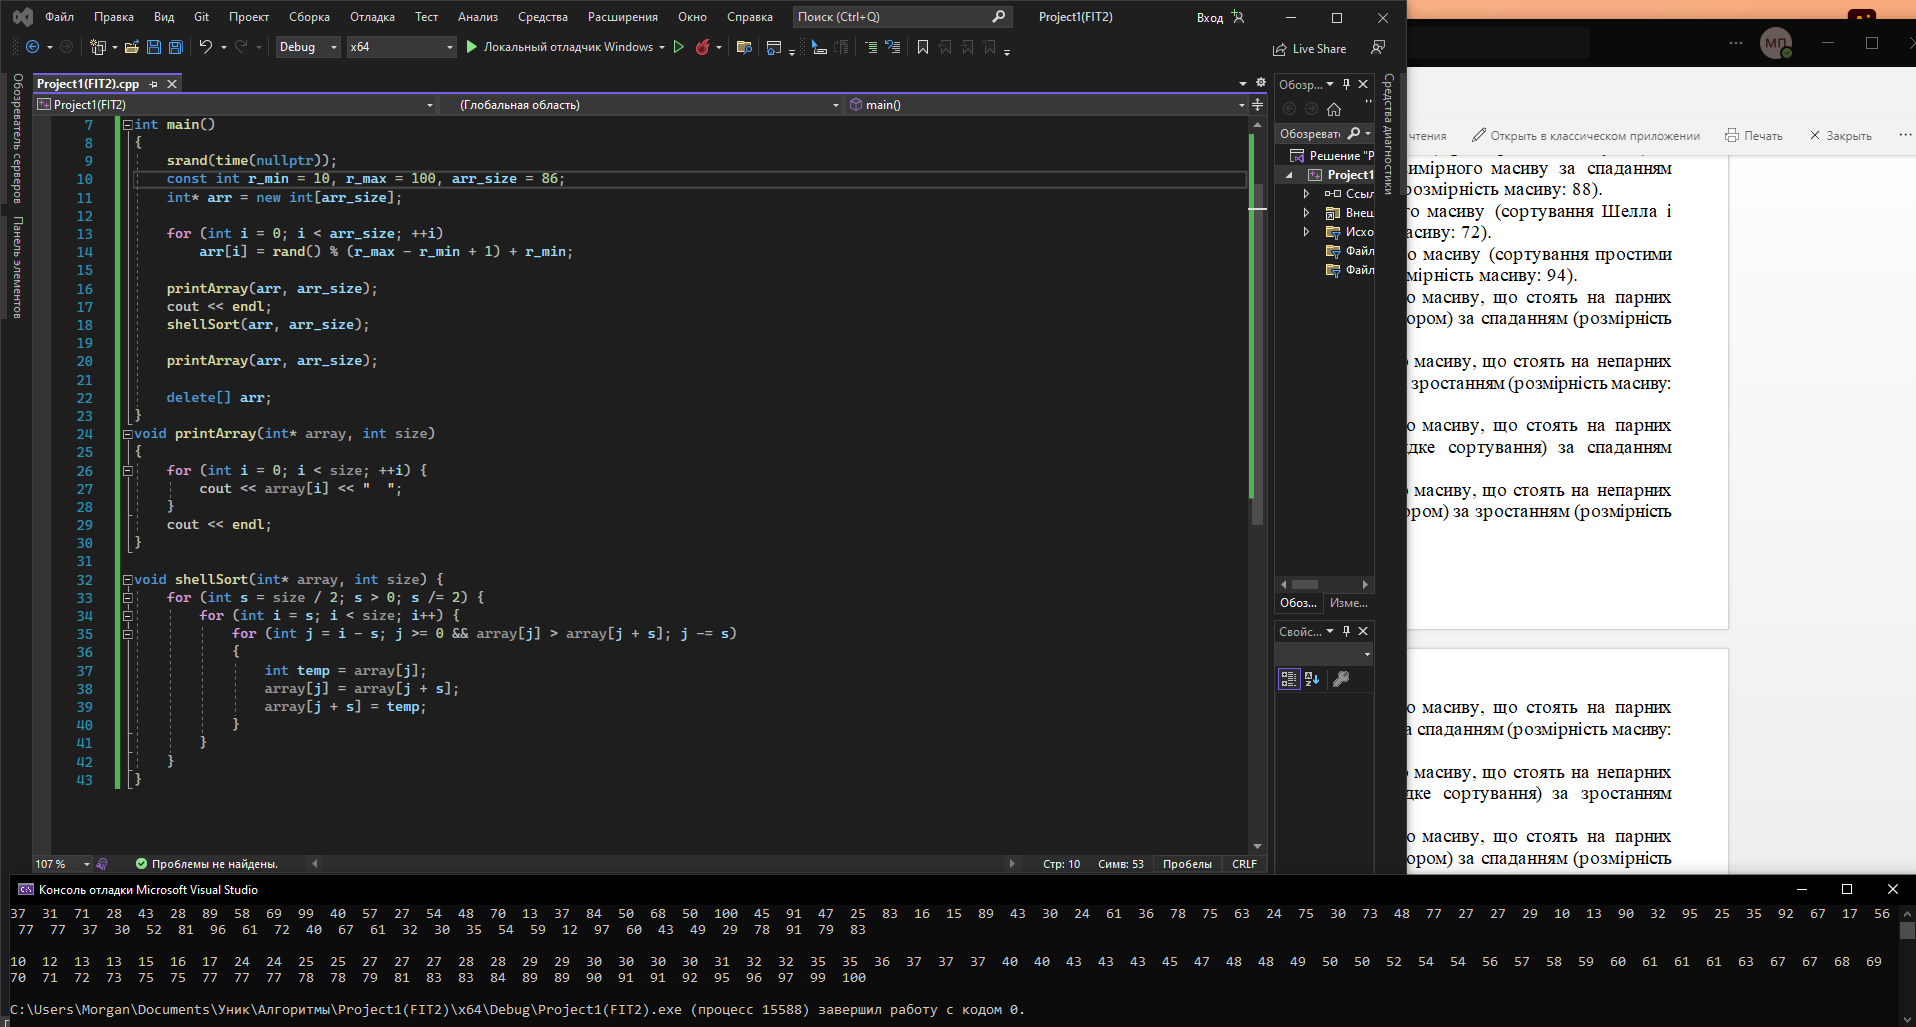 Файл Правка Вид Git Проект Сборка Отладка Тест Анализ Средства Расширения Окно Справка Поиск (Ctrl+Q) Project1(FIT2) Вход
Debug x64 Локальный отладчик Windows Live Share
МП
Обозреватель серверов
Панель элементов
Project1(FIT2).cpp
Project1(FIT2) (Глобальная область) main()
7 int main()
8 {
9 srand(time(nullptr));
10 const int r_min = 10, r_max = 100, arr_size = 86;
11 int* arr = new int[arr_size];
12
13 for (int i = 0; i < arr_size; ++i)
14 arr[i] = rand() % (r_max - r_min + 1) + r_min;
15
16 printArray(arr, arr_size);
17 cout << endl;
18 shellSort(arr, arr_size);
19
20 printArray(arr, arr_size);
21
22 delete[] arr;
23 }
24 void printArray(int* array, int size)
25 {
26 for (int i = 0; i < size; ++i) {
27 cout << array[i] << "  ";
28 }
29 cout << endl;
30 }
31
32 void shellSort(int* array, int size) {
33 for (int s = size / 2; s > 0; s /= 2) {
34 for (int i = s; i < size; i++) {
35 for (int j = i - s; j >= 0 && array[j] > array[j + s]; j -= s)
36 {
37 int temp = array[j];
38 array[j] = array[j + s];
39 array[j + s] = temp;
40 }
41 }
42 }
43 }
107 % Проблемы не найдены. Стр: 10 Симв: 53 Пробелы CRLF
Обозр...
Обозреват
Решение "P
Project1
Ссыл
Внеш
Исхо
Файл
Файл
Обоз... Изме...
Свойс...
Средства диагностики
чтения Открыть в классическом приложении Печать Закрыть ...
имірного масиву за спаданням
розмірність масиву: 88).
го масиву (сортування Шелла і
асиву: 72).
о масиву (сортування простими
мірність масиву: 94).
о масиву, що стоять на парних
ором) за спаданням (розмірність
масиву, що стоять на непарних
зростанням (розмірність масиву:
о масиву, що стоять на парних
дке сортування) за спаданням
масиву, що стоять на непарних
ором) за зростанням (розмірність
о масиву, що стоять на парних
а спаданням (розмірність масиву:
масиву, що стоять на непарних
дке сортування) за зростанням
о масиву, що стоять на парних
ором) за спаданням (розмірність
Консоль отладки Microsoft Visual Studio
37 31 71 28 43 28 89 58 69 99 40 57 27 54 48 70 13 37 84 50 68 50 100 45 91 47 25 83 16 15 89 43 30 24 61 36 78 75 63 24 75 30 73 48 77 27 27 29 10 13 90 32 95 25 35 92 67 17 56
77 77 37 30 52 81 96 61 72 40 67 61 32 30 35 54 59 12 97 60 43 49 29 78 91 79 83
10 12 13 13 15 16 17 24 24 25 25 27 27 27 28 28 29 29 30 30 30 30 31 32 32 35 35 36 37 37 37 40 40 43 43 43 45 47 48 48 49 50 50 52 54 54 56 57 58 59 60 61 61 61 63 67 67 68 69
70 71 72 73 75 75 77 77 77 78 78 79 81 83 83 84 89 89 90 91 91 92 95 96 97 99 100
C:\Users\Morgan\Documents\Уник\Алгоритмы\Project1(FIT2)\x64\Debug\Project1(FIT2).exe (процесс 15588) завершил работу с кодом 0.